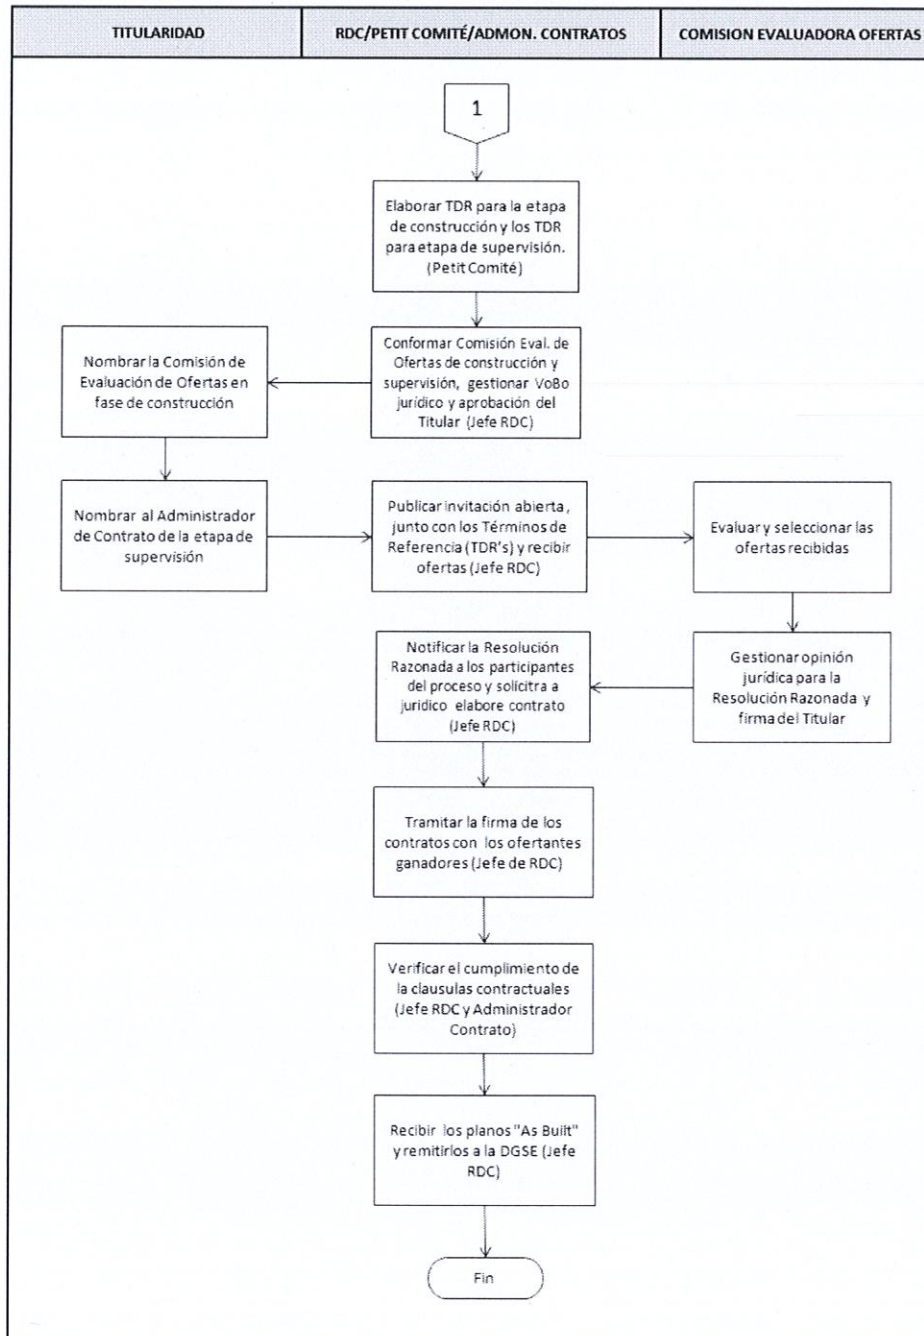 TITULARIDAD
RDC/PETIT COMITÉ/ADMON. CONTRATOS
COMISION EVALUADORA OFERTAS
1
Elaborar TDR para la etapa
de construcción y los TDR
para etapa de supervisión.
(Petit Comité)
Conformar Comisión Eval. de
Ofertas de construcción y
supervisión, gestionar VoBo
jurídico y aprobación del
Titular (Jefe RDC)
Nombrar la Comisión de
Evaluación de Ofertas en
fase de construcción
Nombrar al Administrador
de Contrato de la etapa de
supervisión
Publicar invitación abierta,
junto con los Términos de
Referencia (TDR's) y recibir
ofertas (Jefe RDC)
Evaluar y seleccionar las
ofertas recibidas
Gestionar opinión
jurídica para la
Resolución Razonada y
firma del Titular
Notificar la Resolución
Razonada a los participantes
del proceso y solícitra a
jurídico elabore contrato
(Jefe RDC)
Tramitar la firma de los
contratos con los ofertantes
ganadores (Jefe de RDC)
Verificar el cumplimiento de
la clausulas contractuales
(Jefe RDC y Administrador
Contrato)
Recibir los planos "As Built"
y remitirlos a la DGSE (Jefe
RDC)
Fin